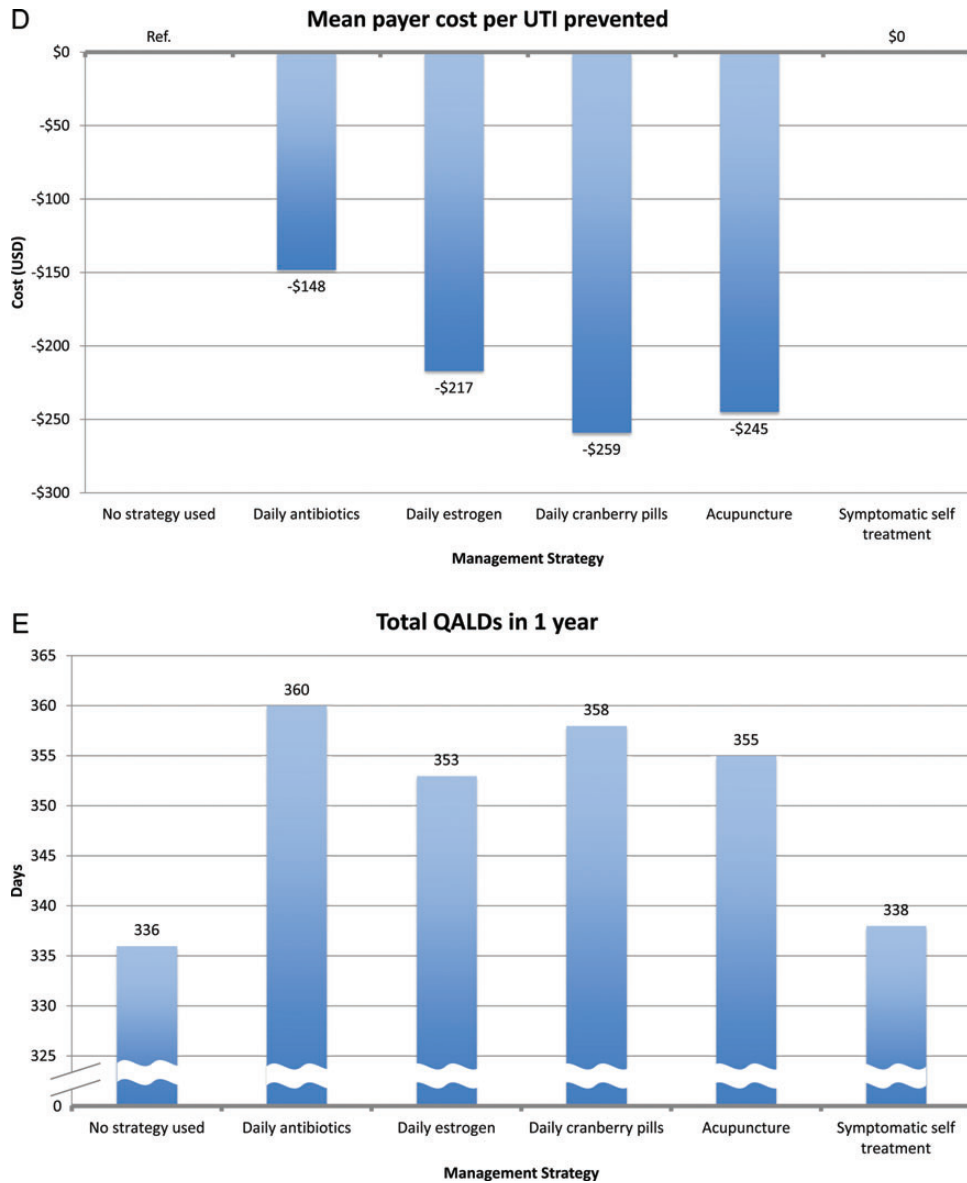 D
Mean payer cost per UTI prevented
Ref.
$0
$0
-$50
-$100
-$150
-$200
-$250
-$300
Cost (USD)
-$148
-$217
-$259
-$245
No strategy used
Daily antibiotics
Daily estrogen
Daily cranberry pills
Acupuncture
Symptomatic self
treatment
Management Strategy
E
Total QALDs in 1 year
365
360
355
350
345
340
335
330
325
0
Days
336
360
353
358
355
338
No strategy used
Daily antibiotics
Daily estrogen
Daily cranberry pills
Acupuncture
Symptomatic self
treatment
Management Strategy